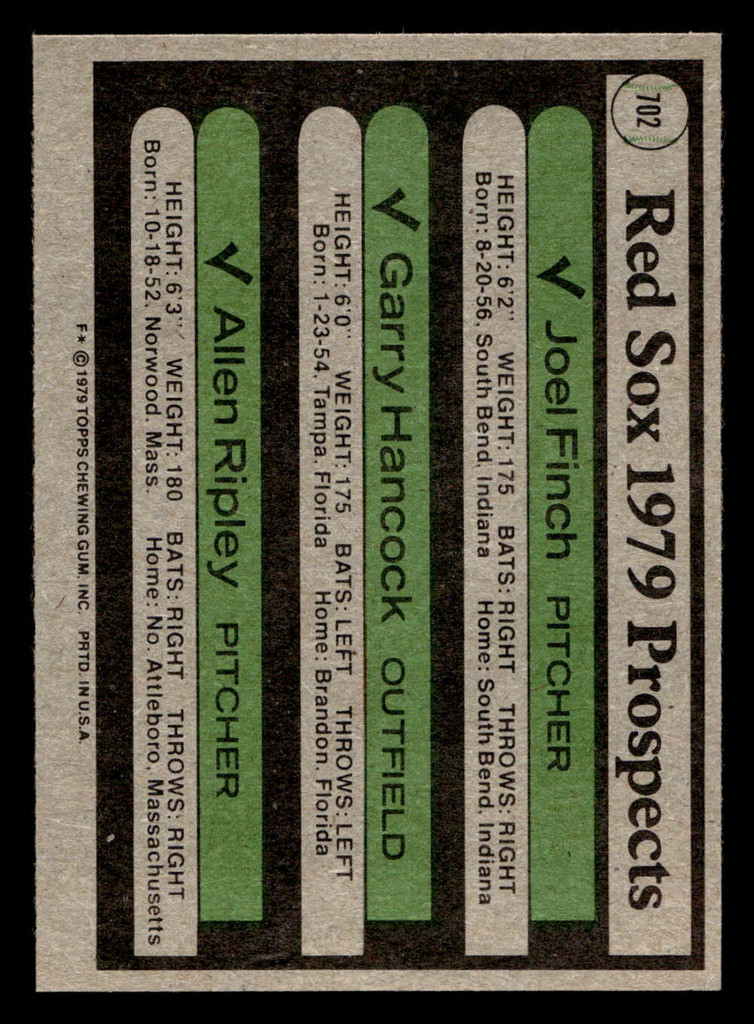 702
Red Sox 1979 Prospects
✓ Joel Finch PITCHER
HEIGHT: 6'2" WEIGHT: 175 BATS: RIGHT THROWS: RIGHT
Born: 8-20-56, South Bend, Indiana Home: South Bend, Indiana
✓ Garry Hancock OUTFIELD
HEIGHT: 6'0" WEIGHT: 175 BATS: LEFT THROWS: LEFT
Born: 1-23-54, Tampa, Florida Home: Brandon, Florida
✓ Allen Ripley PITCHER
HEIGHT: 6'3" WEIGHT: 180 BATS: RIGHT THROWS: RIGHT
Born: 10-18-52, Norwood, Mass. Home: No. Attleboro, Massachusetts
F* © 1979 TOPPS CHEWING GUM, INC. PRTD. IN U.S.A.